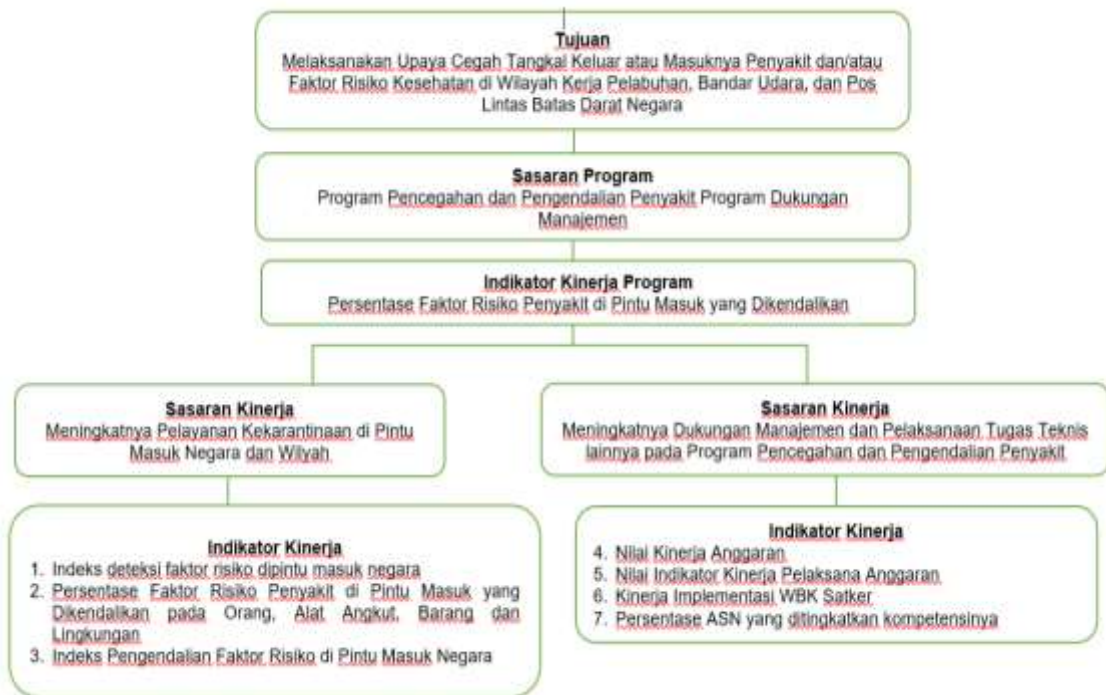 Tujuan
Melaksanakan Upaya Cegah Tangkal Keluar atau Masuknya Penyakit dan/atau
Faktor Risiko Kesehatan di Wilayah Kerja Pelabuhan, Bandar Udara, dan Pos
Lintas Batas Darat Negara
Sasaran Program
Program Pencegahan dan Pengendalian Penyakit Program Dukungan
Manajemen
Indikator Kinerja Program
Persentase Faktor Risiko Penyakit di Pintu Masuk yang Dikendalikan
Sasaran Kinerja
Meningkatnya Pelayanan Kekarantinaan di Pintu
Masuk Negara dan Wilyah
Sasaran Kinerja
Meningkatnya Dukungan Manajemen dan Pelaksanaan Tugas Teknis
lainnya pada Program Pencegahan dan Pengendalian Penyakit
Indikator Kinerja
1. Indeks deteksi faktor risiko dipintu masuk negara
2. Persentase Faktor Risiko Penyakit di Pintu Masuk yang
Dikendalikan pada Orang, Alat Angkut, Barang dan
Lingkungan
3. Indeks Pengendalian Faktor Risiko di Pintu Masuk Negara
Indikator Kinerja
4. Nilai Kinerja Anggaran
5. Nilai Indikator Kinerja Pelaksana Anggaran
6. Kinerja Implementasi WBK Satker
7. Persentase ASN yang ditingkatkan kompetensinya